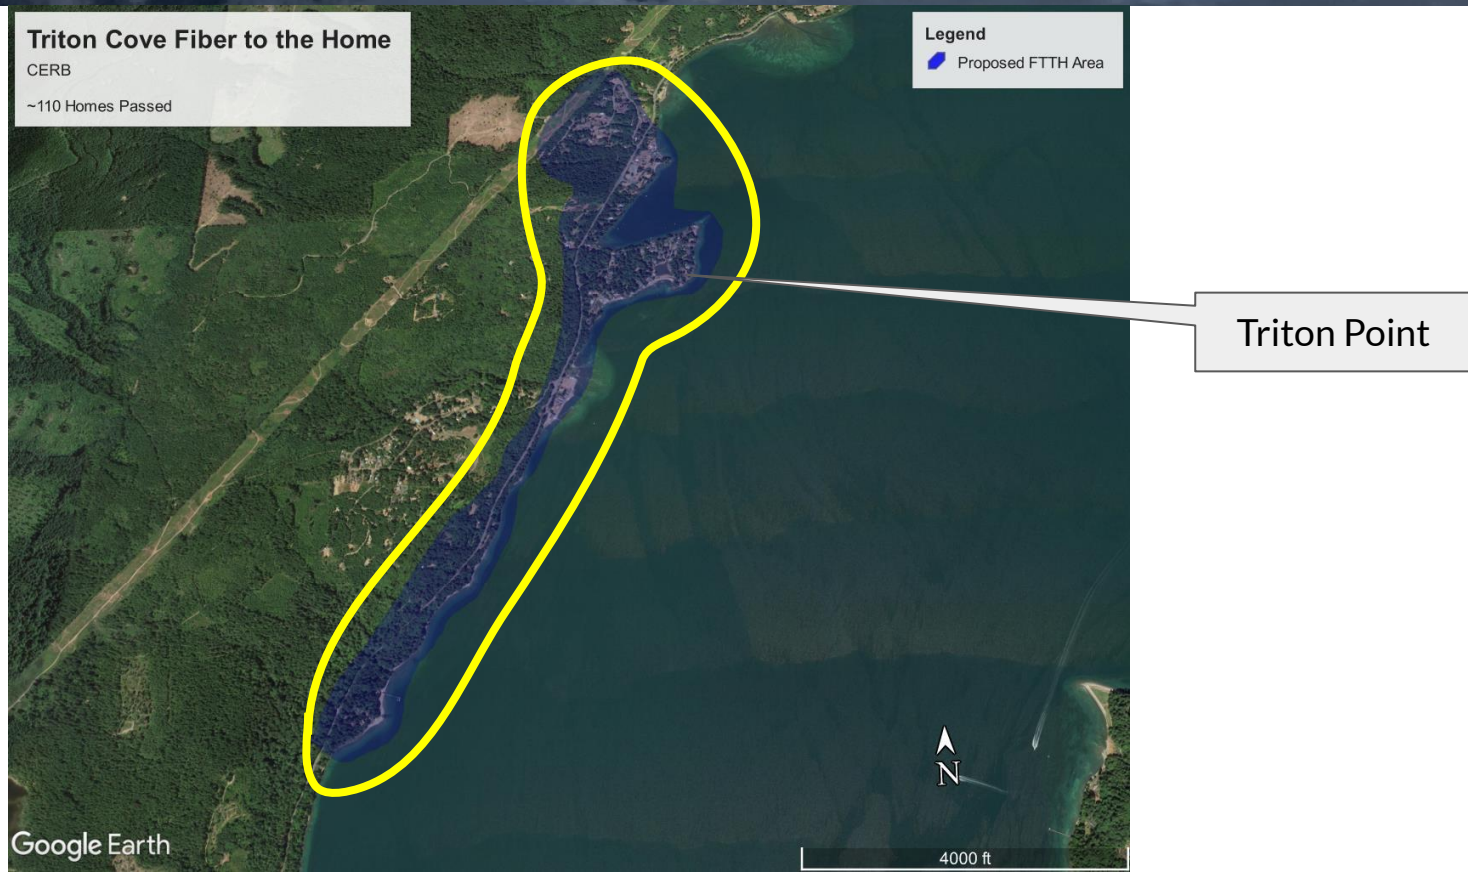 Triton Cove Fiber to the Home
CERB
~110 Homes Passed
Legend
Proposed FTTH Area
Triton Point
N
Google Earth
4000 ft